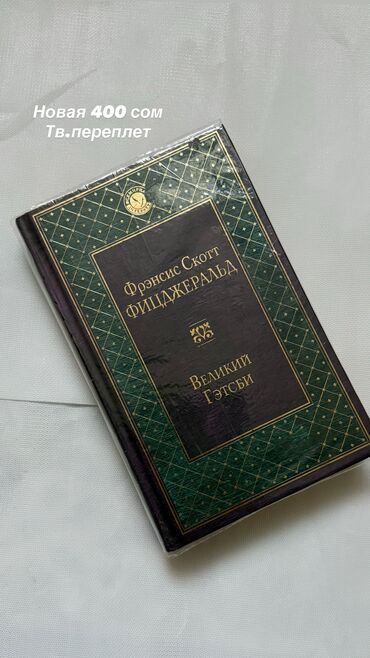 Новая 400 сом
Тв.переплет
Фрэнсис Скотт
ФИЦДЖЕРАЛЬД
Великий
Гэтсби